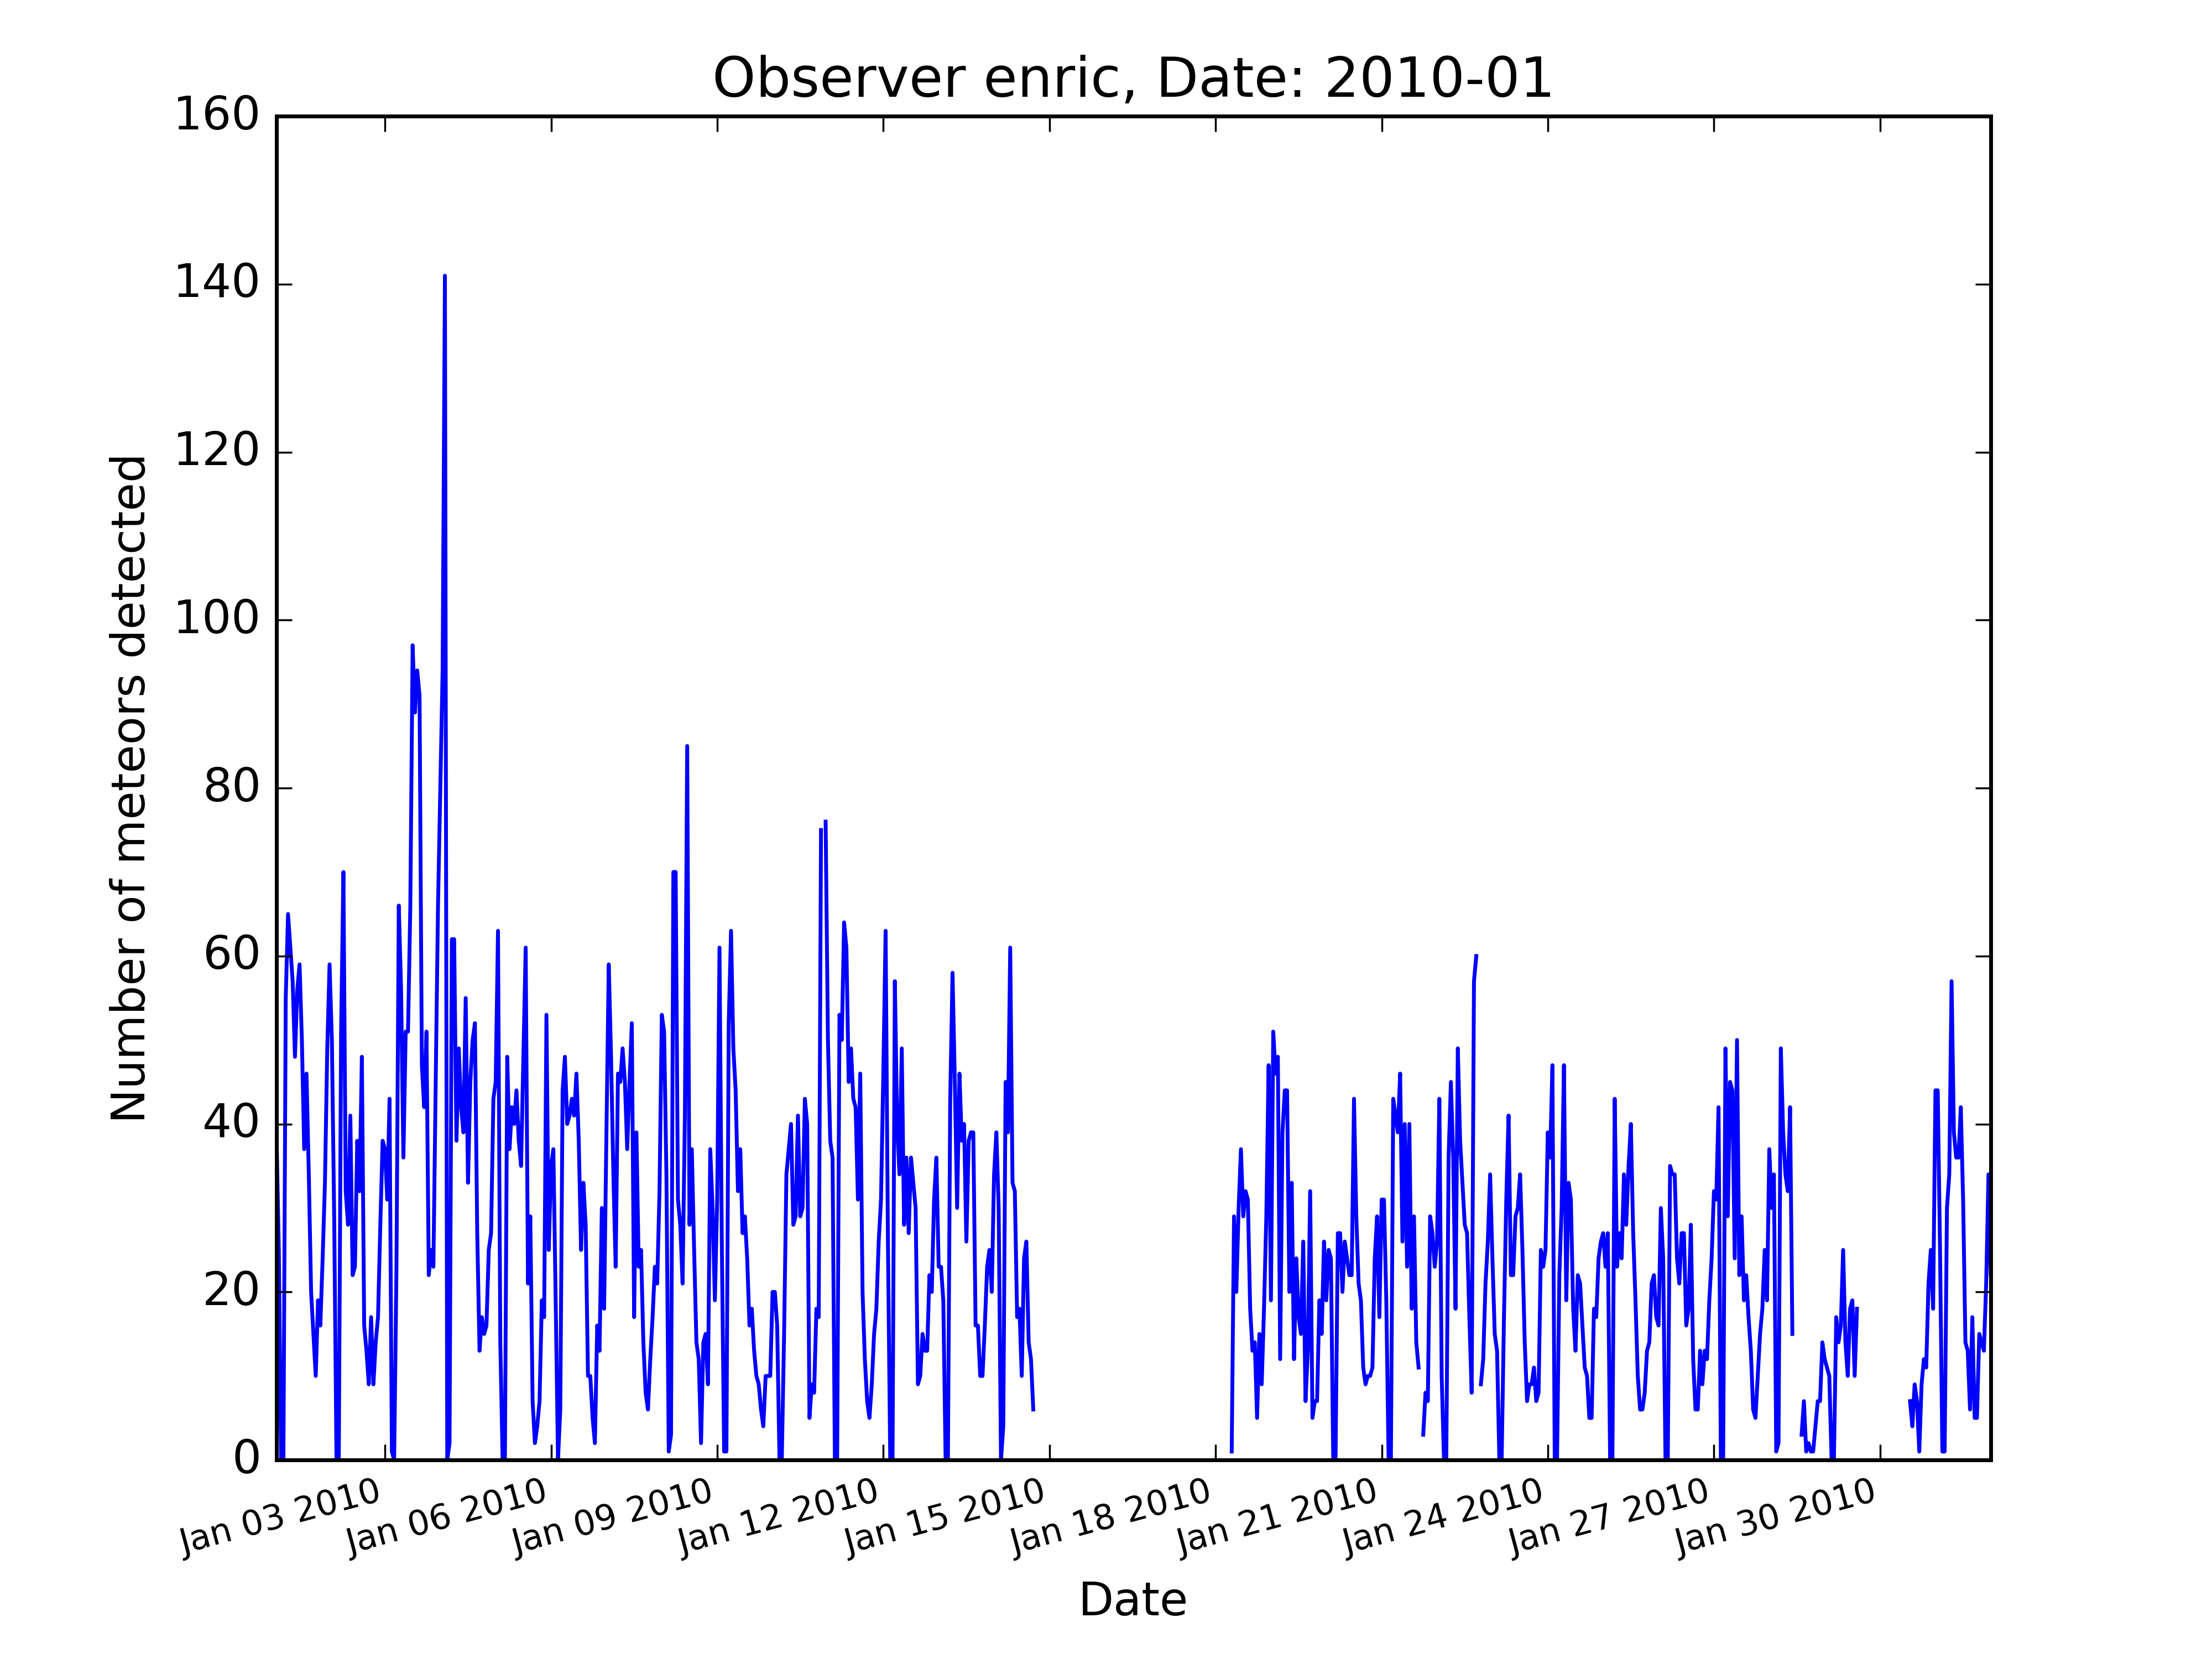 Observer enric, Date: 2010-01
160
140
120
100
80
60
40
20
0
Number of meteors detected
Jan 03 2010
Jan 06 2010
Jan 09 2010
Jan 12 2010
Jan 15 2010
Jan 18 2010
Jan 21 2010
Jan 24 2010
Jan 27 2010
Jan 30 2010
Date